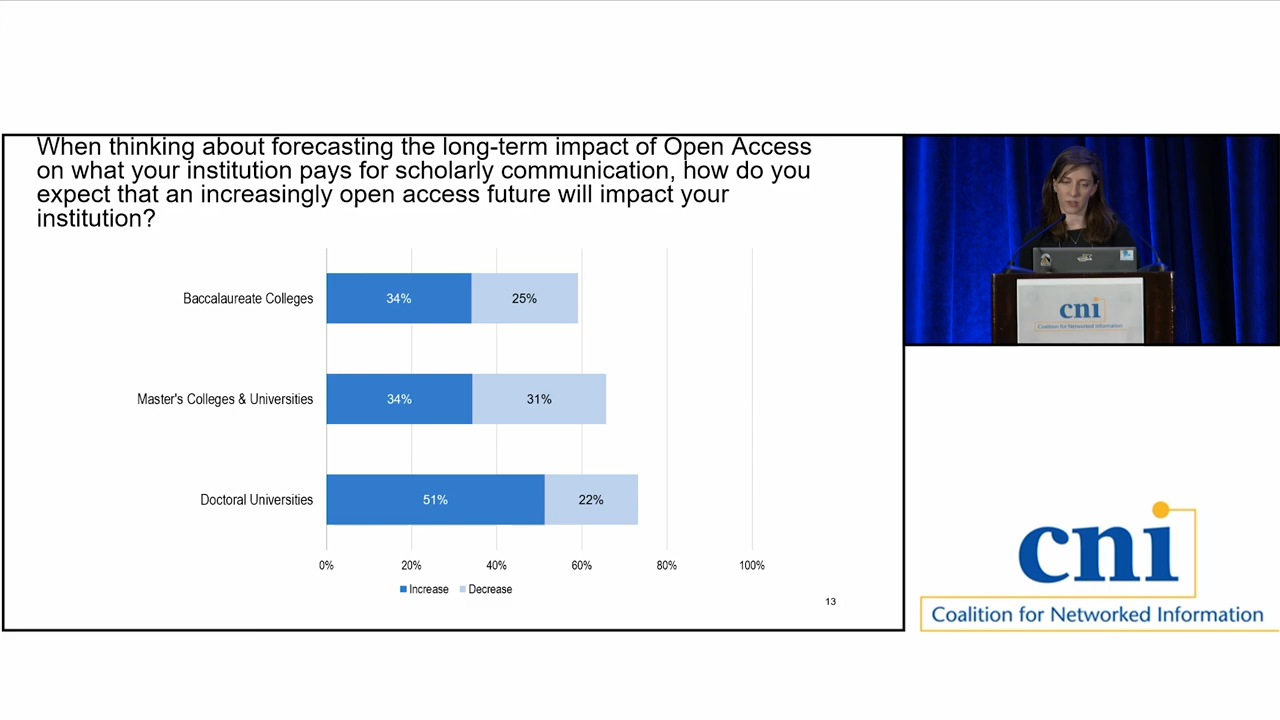 When thinking about forecasting the long-term impact of Open Access
on what your institution pays for scholarly communication, how do you
expect that an increasingly open access future will impact your
institution?
Baccalaureate Colleges
34%
25%
Master's Colleges & Universities
34%
31%
Doctoral Universities
51%
22%
0%
20%
40%
60%
80%
100%
Increase
Decrease
13
cni
Coalition for Networked Information
cni
Coalition for Networked Information